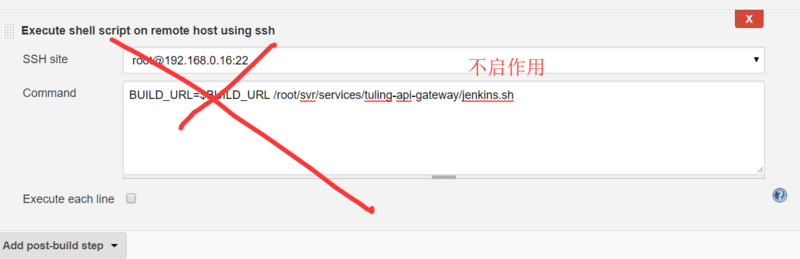 X
Execute shell script on remote host using ssh
SSH site
root@192.168.0.16:22
不启作用
Command
BUILD_URL=$BUILD_URL /root/svr/services/tuling-api-gateway/jenkins.sh
Execute each line
?
Add post-build step